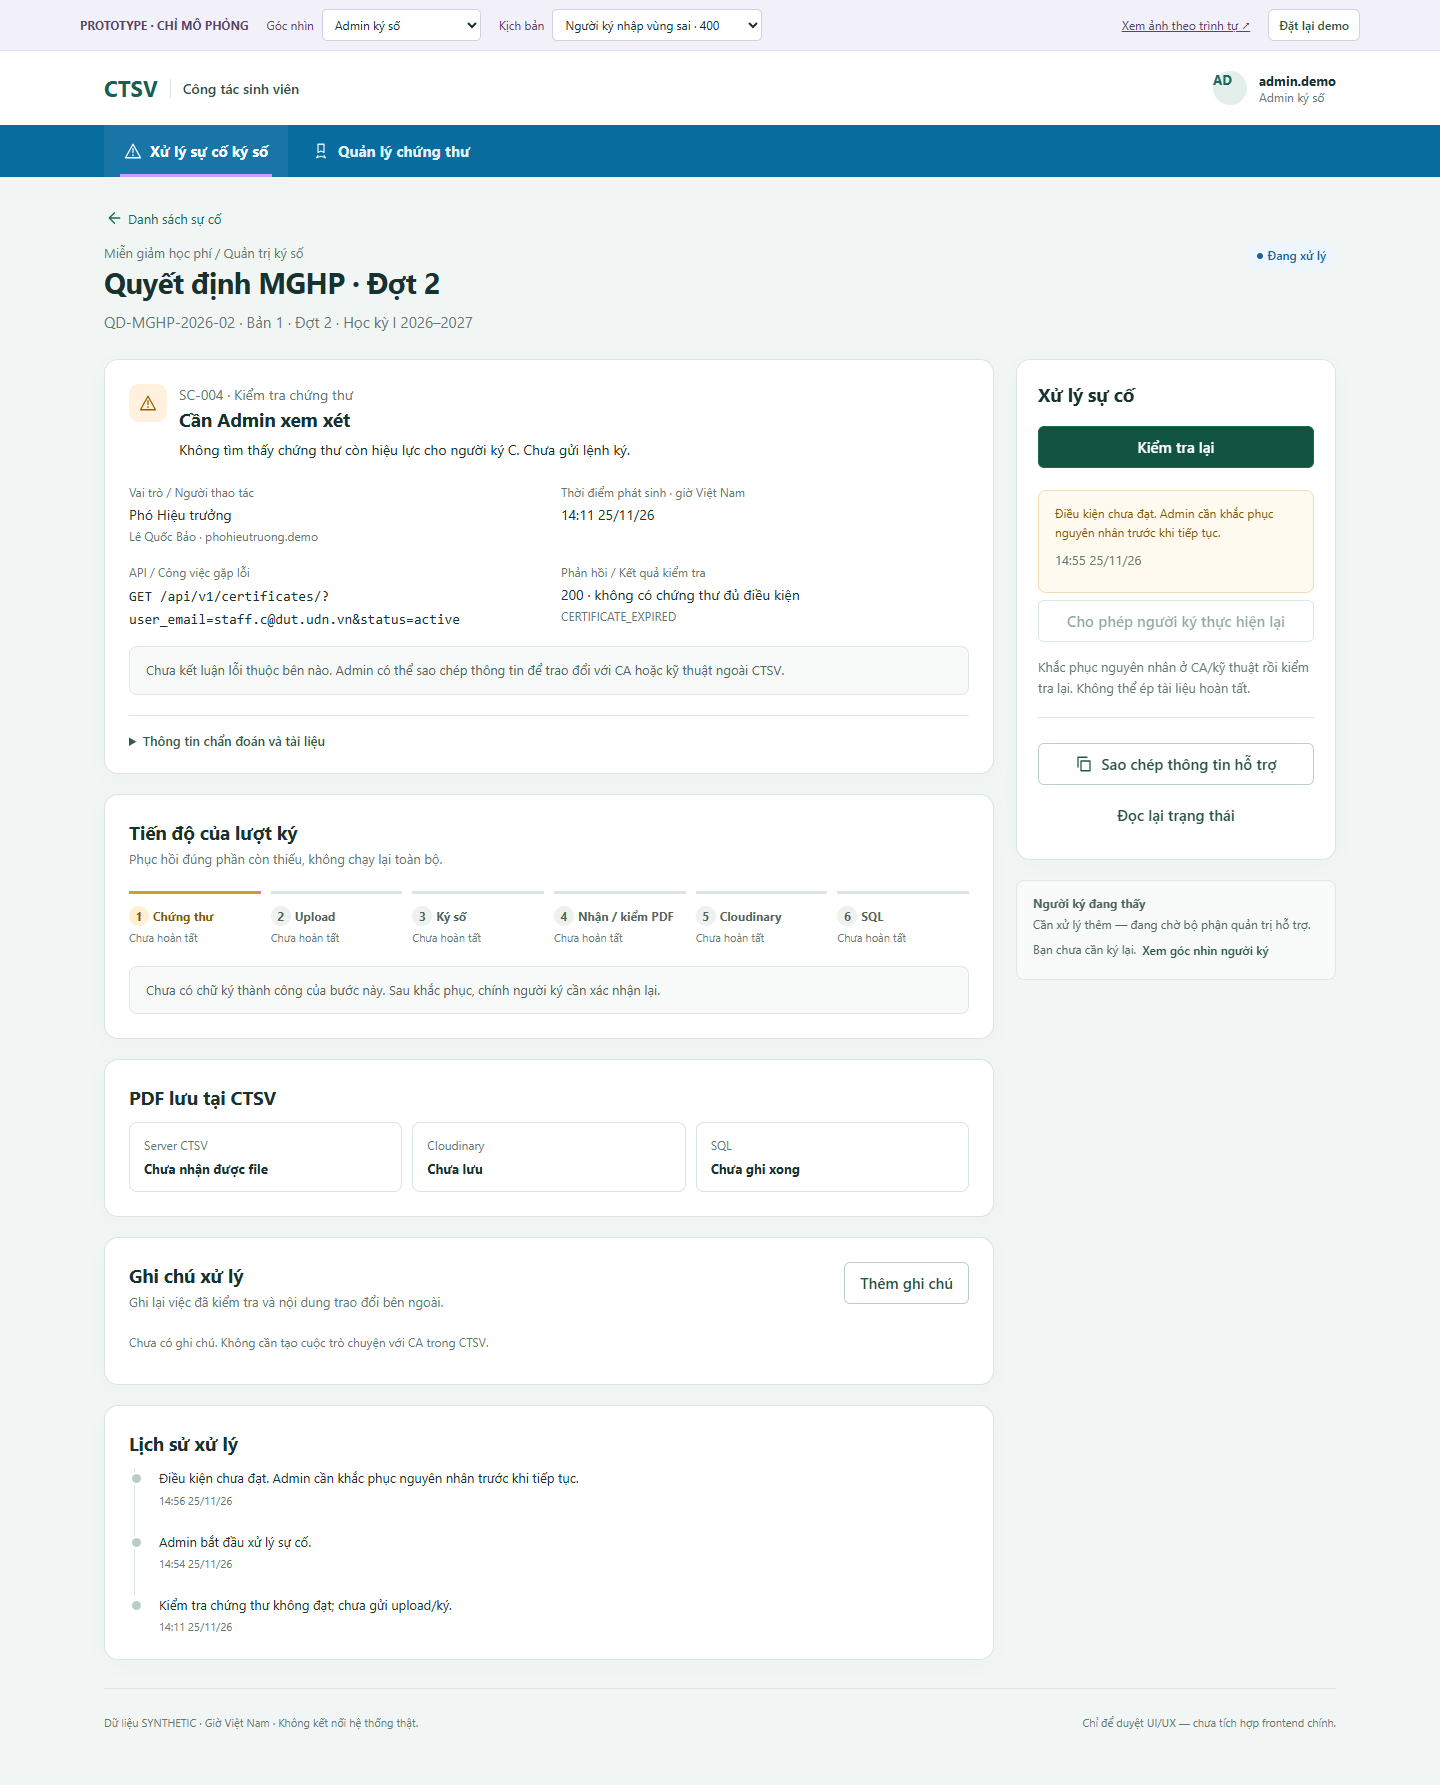 PROTOTYPE · CHỈ MÔ PHỎNG
Góc nhìn
Admin ký số
Kịch bản
Người ký nhập vùng sai · 400
Xem ảnh theo trình tự ↗
Đặt lại demo
CTSV
Công tác sinh viên
AD
admin.demo
Admin ký số
Xử lý sự cố ký số
Quản lý chứng thư
Danh sách sự cố
Miễn giảm học phí / Quản trị ký số
Đang xử lý
Quyết định MGHP · Đợt 2
QD-MGHP-2026-02 · Bản 1 · Đợt 2 · Học kỳ I 2026–2027
SC-004 · Kiểm tra chứng thư
Cần Admin xem xét
Không tìm thấy chứng thư còn hiệu lực cho người ký C. Chưa gửi lệnh ký.
Vai trò / Người thao tác
Phó Hiệu trưởng
Lê Quốc Bảo · phohieutruong.demo
Thời điểm phát sinh · giờ Việt Nam
14:11 25/11/26
API / Công việc gặp lỗi
GET /api/v1/certificates/?
user_email=staff.c@dut.udn.vn&status=active
Phản hồi / Kết quả kiểm tra
200 · không có chứng thư đủ điều kiện
CERTIFICATE_EXPIRED
Chưa kết luận lỗi thuộc bên nào. Admin có thể sao chép thông tin để trao đổi với CA hoặc kỹ thuật ngoài CTSV.
Thông tin chẩn đoán và tài liệu
Xử lý sự cố
Kiểm tra lại
Điều kiện chưa đạt. Admin cần khắc phục
nguyên nhân trước khi tiếp tục.
14:55 25/11/26
Cho phép người ký thực hiện lại
Khắc phục nguyên nhân ở CA/kỹ thuật rồi kiểm
tra lại. Không thể ép tài liệu hoàn tất.
Sao chép thông tin hỗ trợ
Đọc lại trạng thái
Người ký đang thấy
Cần xử lý thêm — đang chờ bộ phận quản trị hỗ trợ.
Bạn chưa cần ký lại. Xem góc nhìn người ký
Tiến độ của lượt ký
Phục hồi đúng phần còn thiếu, không chạy lại toàn bộ.
1 Chứng thư
Chưa hoàn tất
2 Upload
Chưa hoàn tất
3 Ký số
Chưa hoàn tất
4 Nhận / kiểm PDF
Chưa hoàn tất
5 Cloudinary
Chưa hoàn tất
6 SQL
Chưa hoàn tất
Chưa có chữ ký thành công của bước này. Sau khắc phục, chính người ký cần xác nhận lại.
PDF lưu tại CTSV
Server CTSV
Chưa nhận được file
Cloudinary
Chưa lưu
SQL
Chưa ghi xong
Ghi chú xử lý
Ghi lại việc đã kiểm tra và nội dung trao đổi bên ngoài.
Thêm ghi chú
Chưa có ghi chú. Không cần tạo cuộc trò chuyện với CA trong CTSV.
Lịch sử xử lý
Điều kiện chưa đạt. Admin cần khắc phục nguyên nhân trước khi tiếp tục.
14:56 25/11/26
Admin bắt đầu xử lý sự cố.
14:54 25/11/26
Kiểm tra chứng thư không đạt; chưa gửi upload/ký.
14:11 25/11/26
Dữ liệu SYNTHETIC · Giờ Việt Nam · Không kết nối hệ thống thật.
Chỉ để duyệt UI/UX — chưa tích hợp frontend chính.